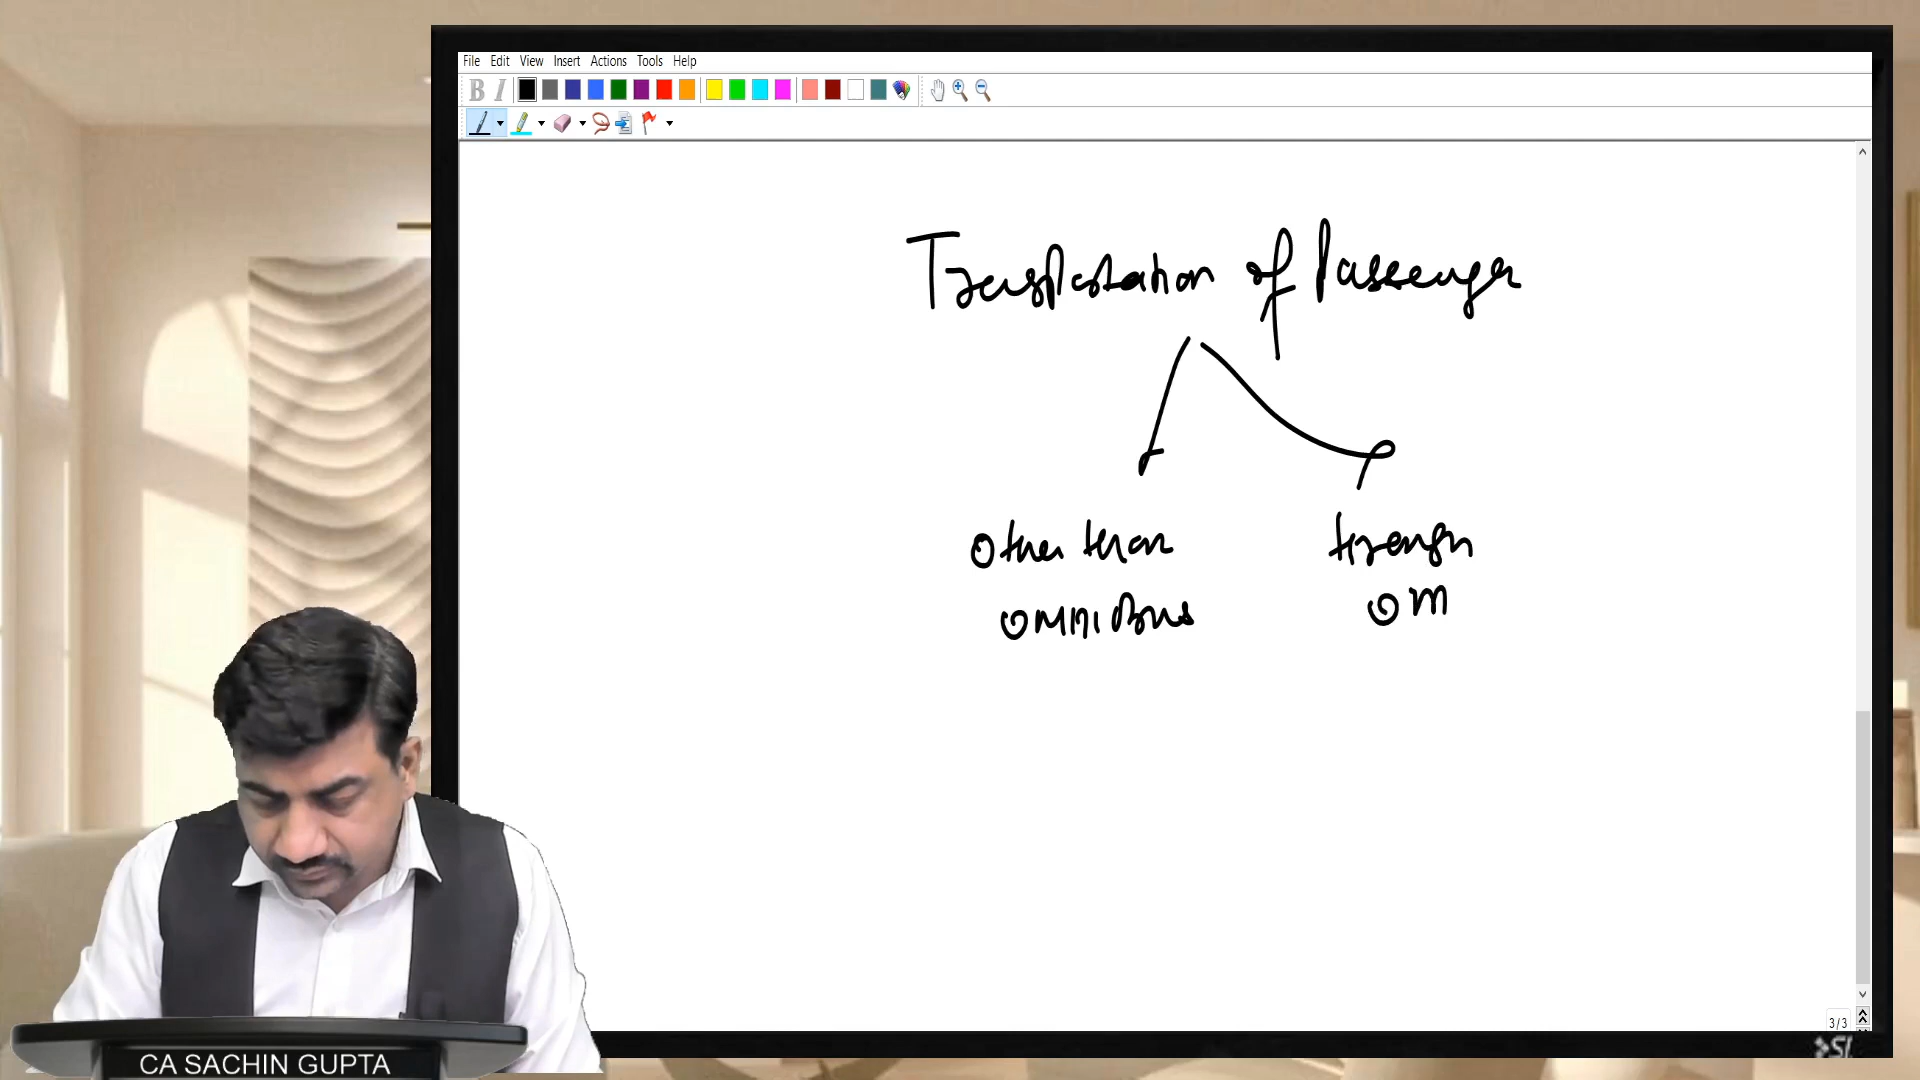 File Edit View Insert Actions Tools Help
B I
Transportation of Passenger
Other than
through
omniBus
OM
3/3
CA SACHIN GUPTA